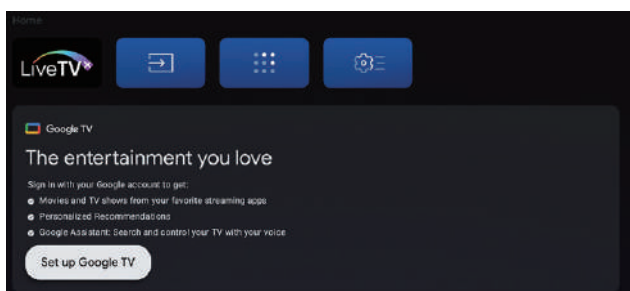 Home
LiveTV
Google TV
The entertainment you love
Sign in with your Google account to get:
Movies and TV shows from your favorite streaming apps
Personalized Recommendations
Google Assistant: Search and control your TV with your voice
Set up Google TV